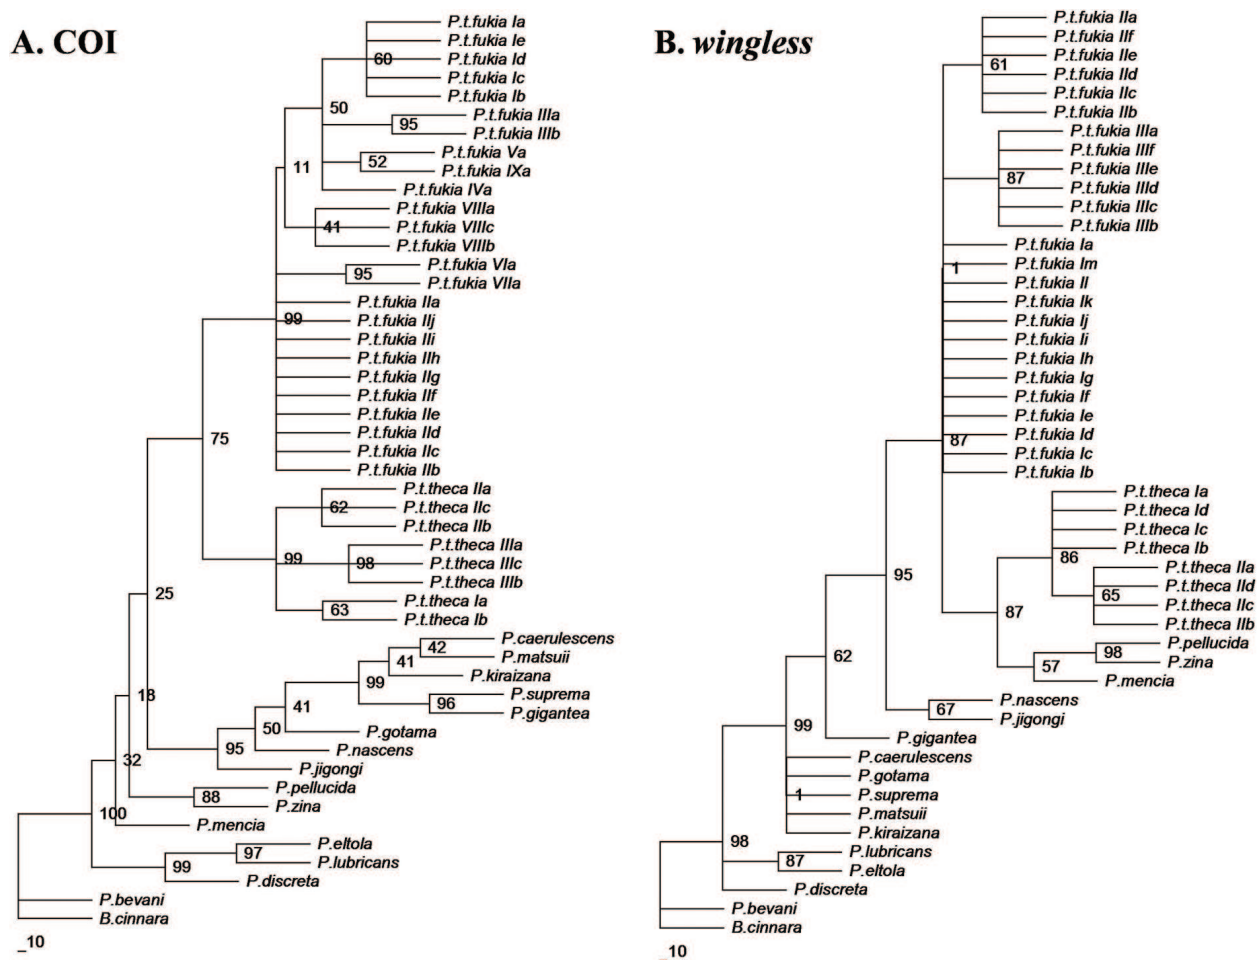 A. COI
P.t.fukia Ia
P.t.fukia Ie
P.t.fukia Id
60
P.t.fukia Ic
P.t.fukia Ib
50
P.t.fukia IIIa
95
P.t.fukia IIIb
P.t.fukia Va
52
11
P.t.fukia IXa
P.t.fukia IVa
P.t.fukia VIIIa
41
P.t.fukia VIIIc
P.t.fukia VIIIb
P.t.fukia VIa
95
P.t.fukia VIIa
P.t.fukia IIa
99
P.t.fukia IIj
P.t.fukia IIi
P.t.fukia IIh
P.t.fukia IIg
P.t.fukia IIf
P.t.fukia IIe
P.t.fukia IId
75
P.t.fukia IIc
P.t.fukia IIb
P.t.theca IIa
62
P.t.theca IIc
P.t.theca IIb
P.t.theca IIIa
99
98
P.t.theca IIIc
P.t.theca IIIb
25
P.t.theca Ia
63
P.t.theca Ib
P.caerulescens
42
P.matsuii
41
P.kiraizana
99
P.suprema
18
96
41
P.gigantea
50
P.gotama
95
P.nascens
32
P.jigongi
P.pellucida
88
P.zina
100
P.mencia
P.eltola
97
P.lubricans
99
P.discreta
P.bevani
B.cinnara
_10
B. wingless
P.t.fukia IIa
P.t.fukia IIf
P.t.fukia IIe
61
P.t.fukia IId
P.t.fukia IIc
P.t.fukia IIb
P.t.fukia IIIa
P.t.fukia IIIf
P.t.fukia IIIe
87
P.t.fukia IIId
P.t.fukia IIIc
P.t.fukia IIIb
P.t.fukia Ia
1
P.t.fukia Im
P.t.fukia Il
P.t.fukia Ik
P.t.fukia Ij
P.t.fukia Ii
P.t.fukia Ih
P.t.fukia Ig
P.t.fukia If
P.t.fukia Ie
P.t.fukia Id
87
P.t.fukia Ic
P.t.fukia Ib
P.t.theca Ia
P.t.theca Id
P.t.theca Ic
P.t.theca Ib
86
P.t.theca IIa
95
P.t.theca IId
65
P.t.theca IIc
P.t.theca IIb
87
P.pellucida
98
P.zina
62
57
P.mencia
P.nascens
67
P.jigongi
99
P.gigantea
P.caerulescens
P.gotama
1
P.suprema
P.matsuii
P.kiraizana
98
P.lubricans
87
P.eltola
P.discreta
P.bevani
B.cinnara
_10